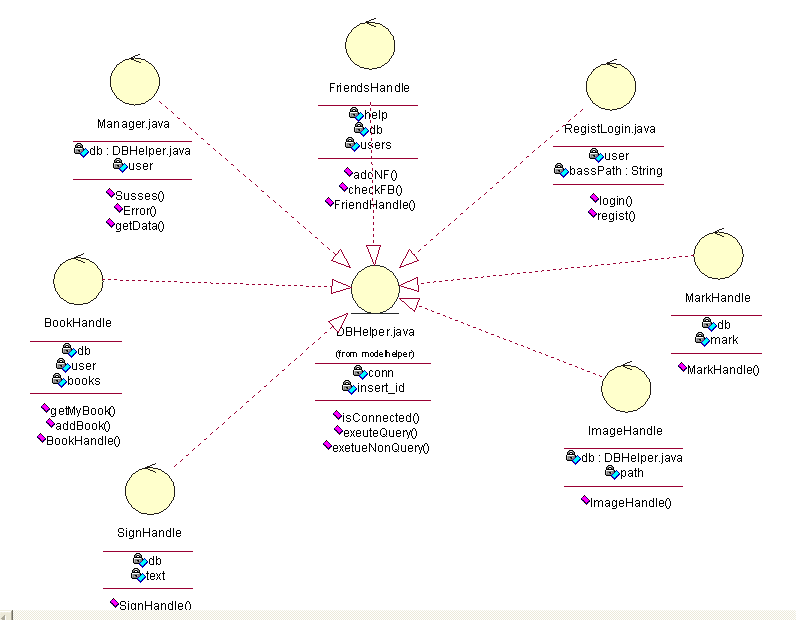 FriendsHandle
help
db
users
addNF()
checkFB()
FriendHandle()
Manager.java
db : DBHelper.java
user
Susses()
Error()
getData()
RegistLogin.java
user
bassPath : String
login()
regist()
BookHandle
db
user
books
getMyBook()
addBook()
BookHandle()
DBHelper.java
(from modelhelper)
conn
insert_id
isConnected()
exeuteQuery()
exetueNonQuery()
MarkHandle
db
mark
MarkHandle()
ImageHandle
db : DBHelper.java
path
ImageHandle()
SignHandle
db
text
SignHandle()